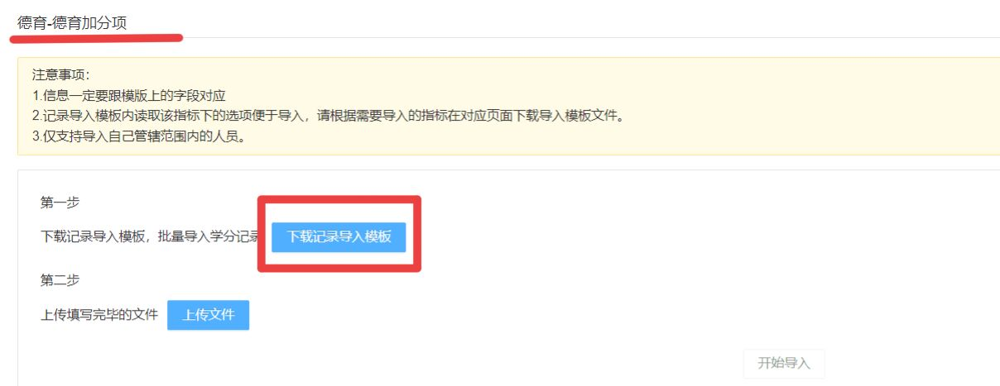 德育-德育加分项
注意事项：
1.信息一定要跟模版上的字段对应
2.记录导入模板内读取该指标下的选项便于导入，请根据需要导入的指标在对应页面下载导入模板文件。
3.仅支持导入自己管辖范围内的人员。
第一步
下载记录导入模板，批量导入学分记录 下载记录导入模板
第二步
上传填写完毕的文件 上传文件
开始导入